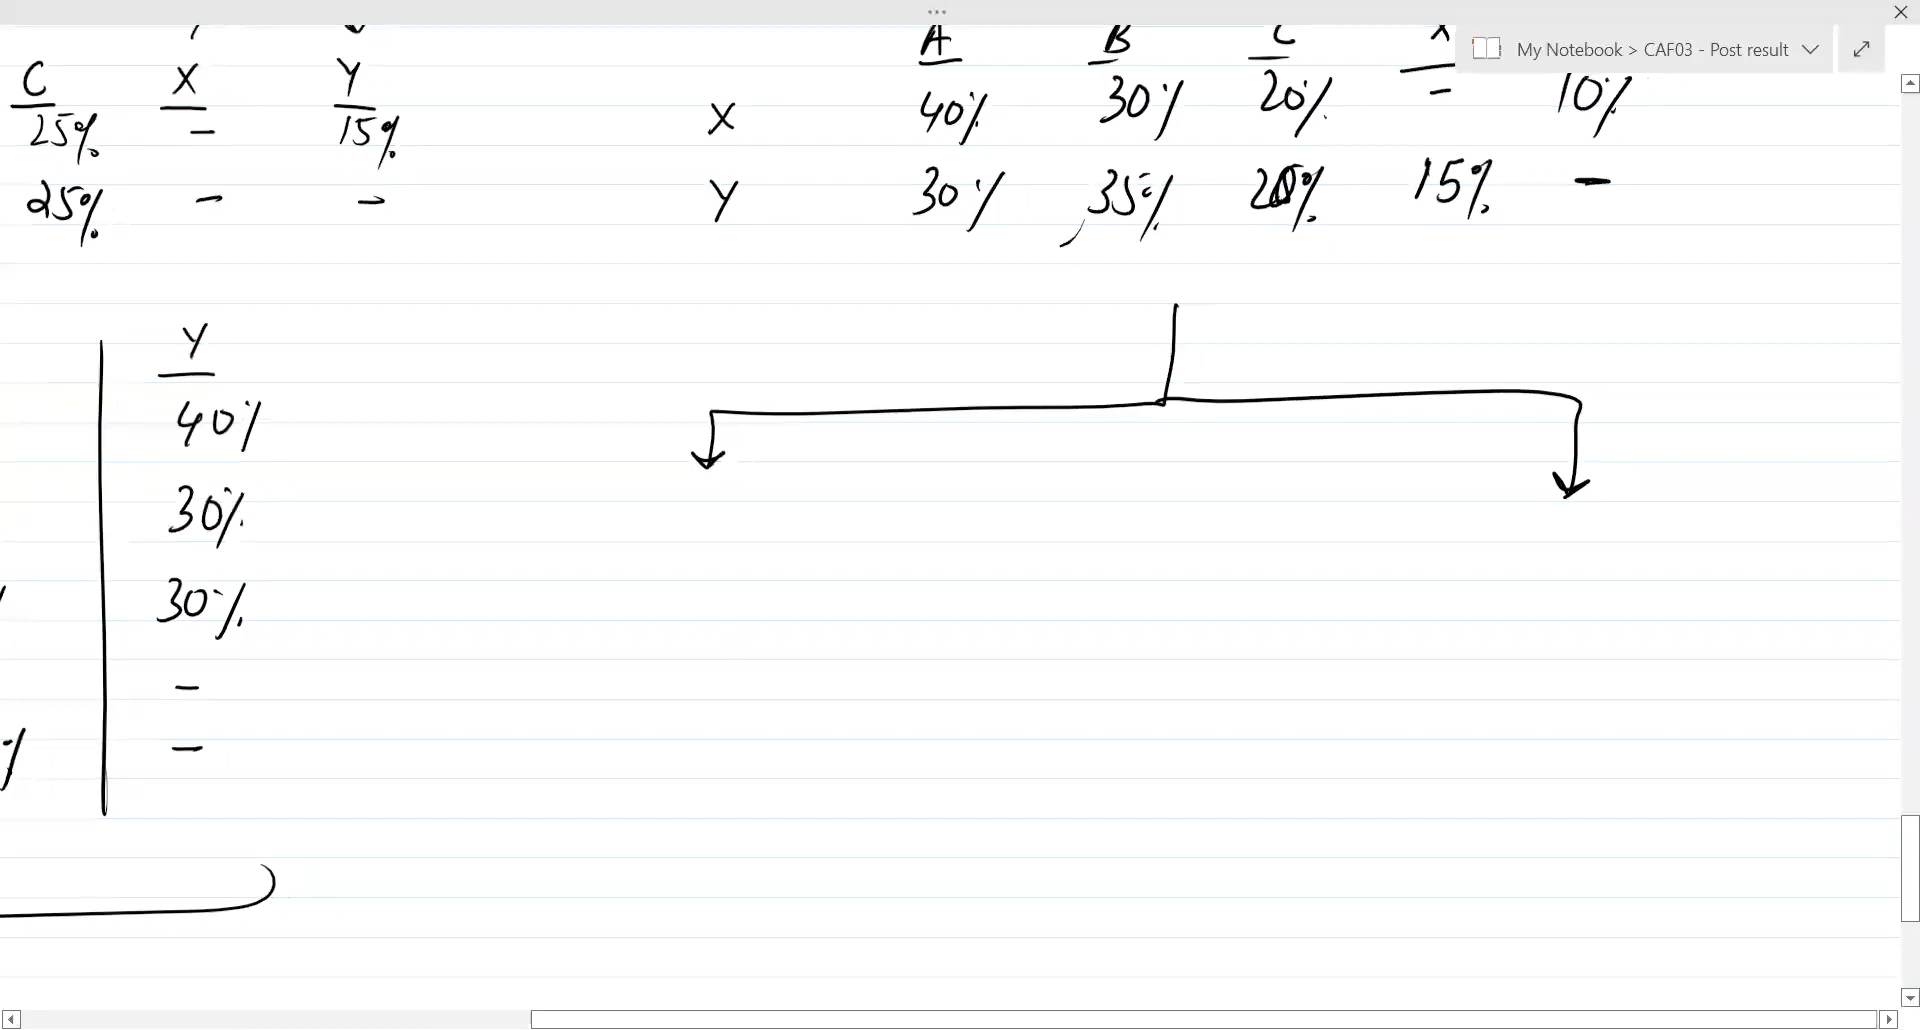 My Notebook > CAF03 - Post result
C X Y
25% - 15%
25% - -
A B C X
X 40% 30% 20% - 10%
Y 30% 35% 20% 15% -
Y
40%
30%
30%
-
-